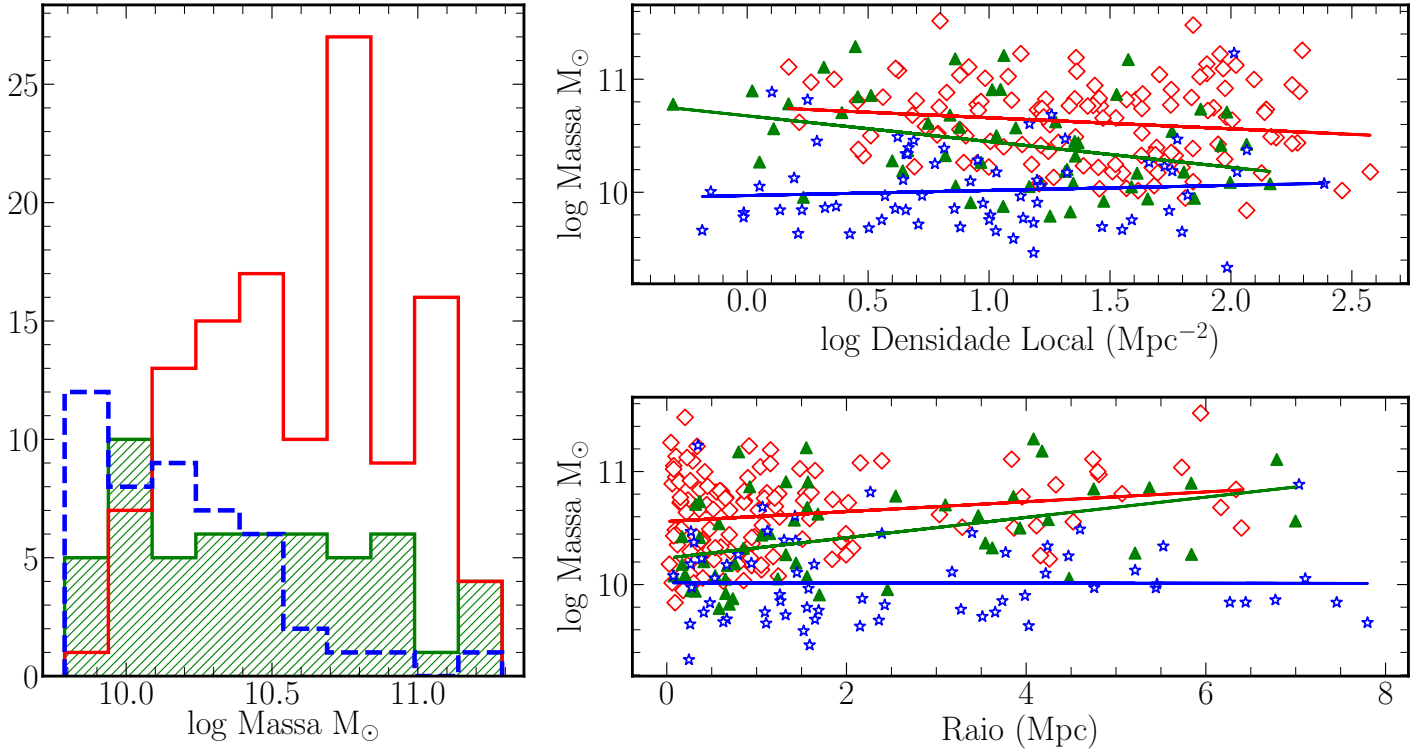 25
20
15
10
5
0
10.0 10.5 11.0
log Massa M⊙
11
10
log Massa M⊙
0.0 0.5 1.0 1.5 2.0 2.5
log Densidade Local (Mpc⁻²)
11
10
log Massa M⊙
0 2 4 6 8
Raio (Mpc)